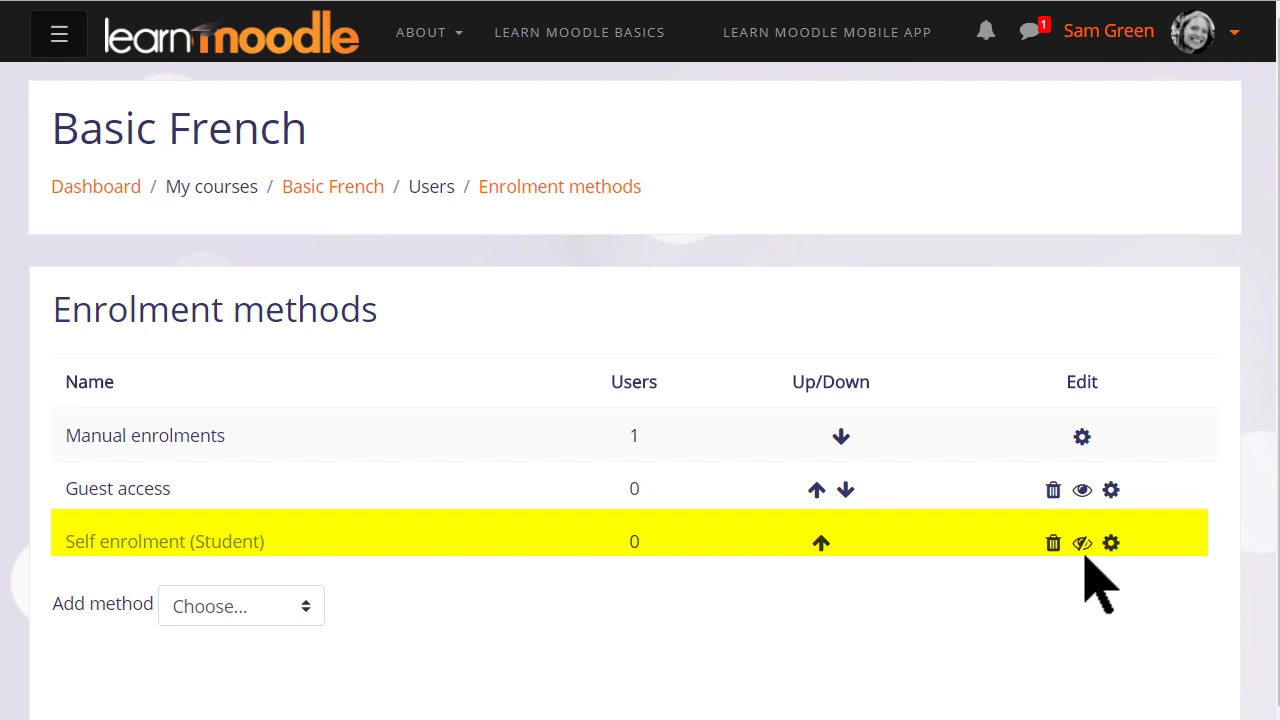 learnmoodle ABOUT LEARN MOODLE BASICS LEARN MOODLE MOBILE APP 1 Sam Green
Basic French
Dashboard / My courses / Basic French / Users / Enrolment methods
Enrolment methods
Name Users Up/Down Edit
Manual enrolments 1
Guest access 0
Self enrolment (Student) 0
Add method Choose...